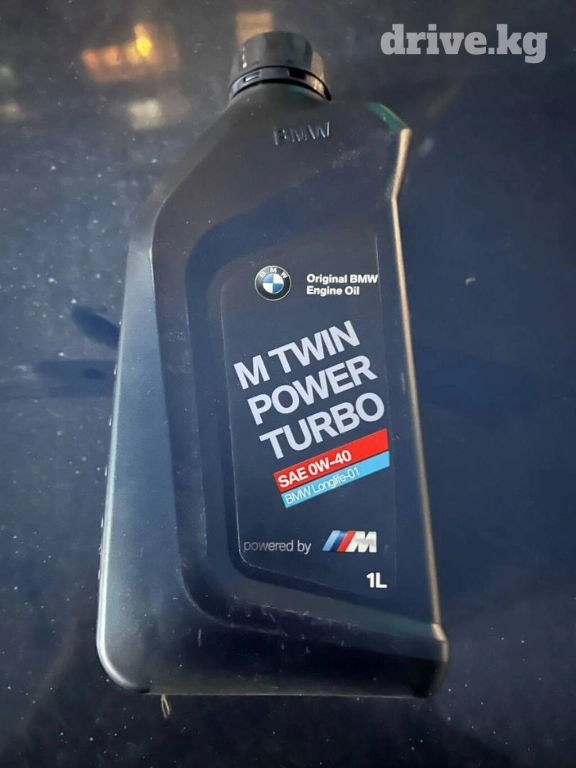 drive.kg
BMW
BMW
Original BMW
Engine Oil
M TWIN
POWER
TURBO
SAE 0W-40
BMW Longlife-01
powered by M
1L